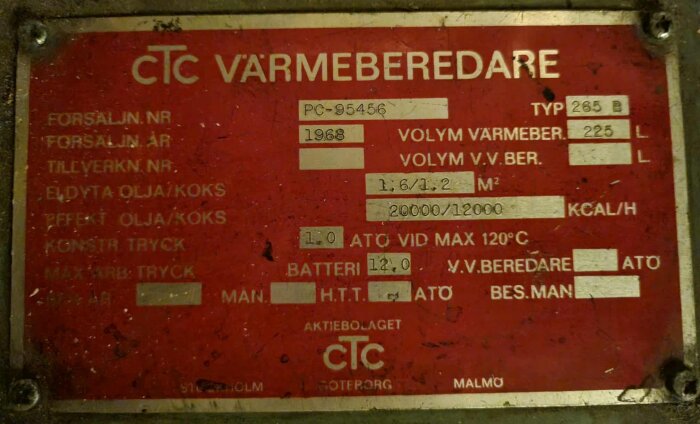 CTC VÄRMEBEREDARE
FÖRSÄLJN. NR PC-95456 TYP 265 B
FÖRSÄLJN. ÅR 1968 VOLYM VÄRMEBER. 225 L
TILLVERKN. NR. VOLYM V.V. BER. L
ELDYTA OLJA/KOKS 1,6/1,2 M²
EFFEKT OLJA/KOKS 20000/12000 KCAL/H
KONSTR. TRYCK 1.0 ATÖ VID MAX 120°C
MAX ARB. TRYCK BATTERI 12,0 V.V.BEREDARE ATÖ
ÅR MAN. H.T.T. ATÖ BES.MAN
AKTIEBOLAGET
CTC
STOCKHOLM GÖTEBORG MALMÖ